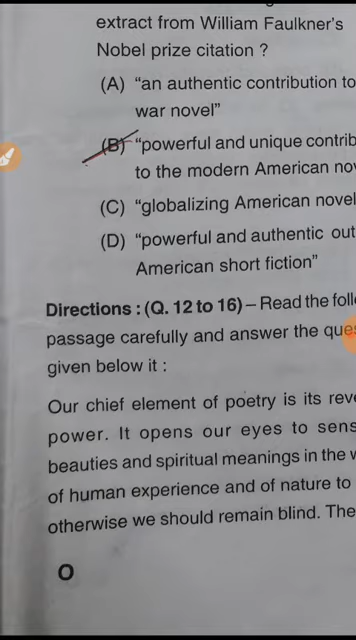 extract from William Faulkner's
Nobel prize citation ?
(A) "an authentic contribution to
war novel"
(B) "powerful and unique contrib
to the modern American no
(C) "globalizing American novel
(D) "powerful and authentic out
American short fiction"
Directions : (Q. 12 to 16) – Read the foll
passage carefully and answer the que
given below it :
Our chief element of poetry is its rev
power. It opens our eyes to sens
beauties and spiritual meanings in the
of human experience and of nature to
otherwise we should remain blind. The
O